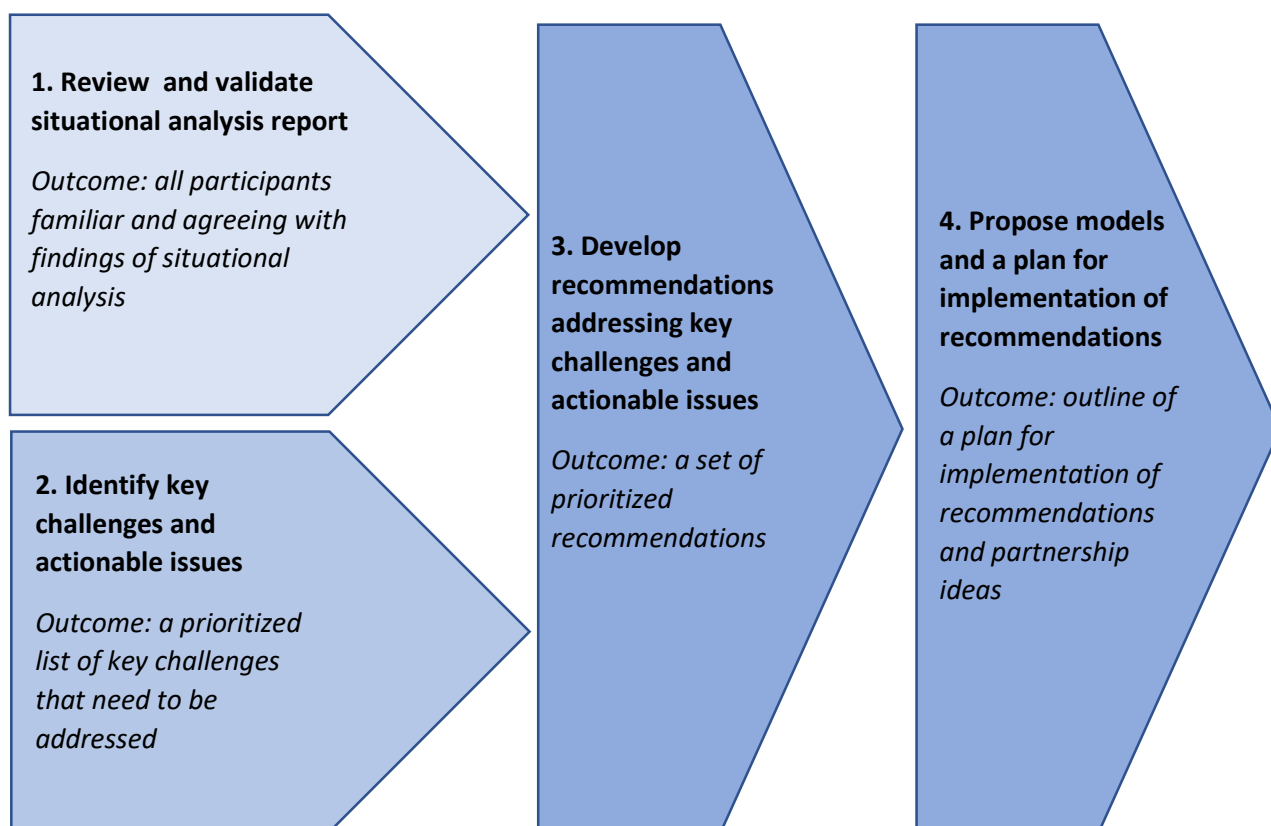 1. Review  and validate
situational analysis report
Outcome: all participants
familiar and agreeing with
findings of situational
analysis
2. Identify key
challenges and
actionable issues
Outcome: a prioritized
list of key challenges
that need to be
addressed
3. Develop
recommendations
addressing key
challenges and
actionable issues
Outcome: a set of
prioritized
recommendations
4. Propose models
and a plan for
implementation of
recommendations
Outcome: outline of
a plan for
implementation of
recommendations
and partnership
ideas